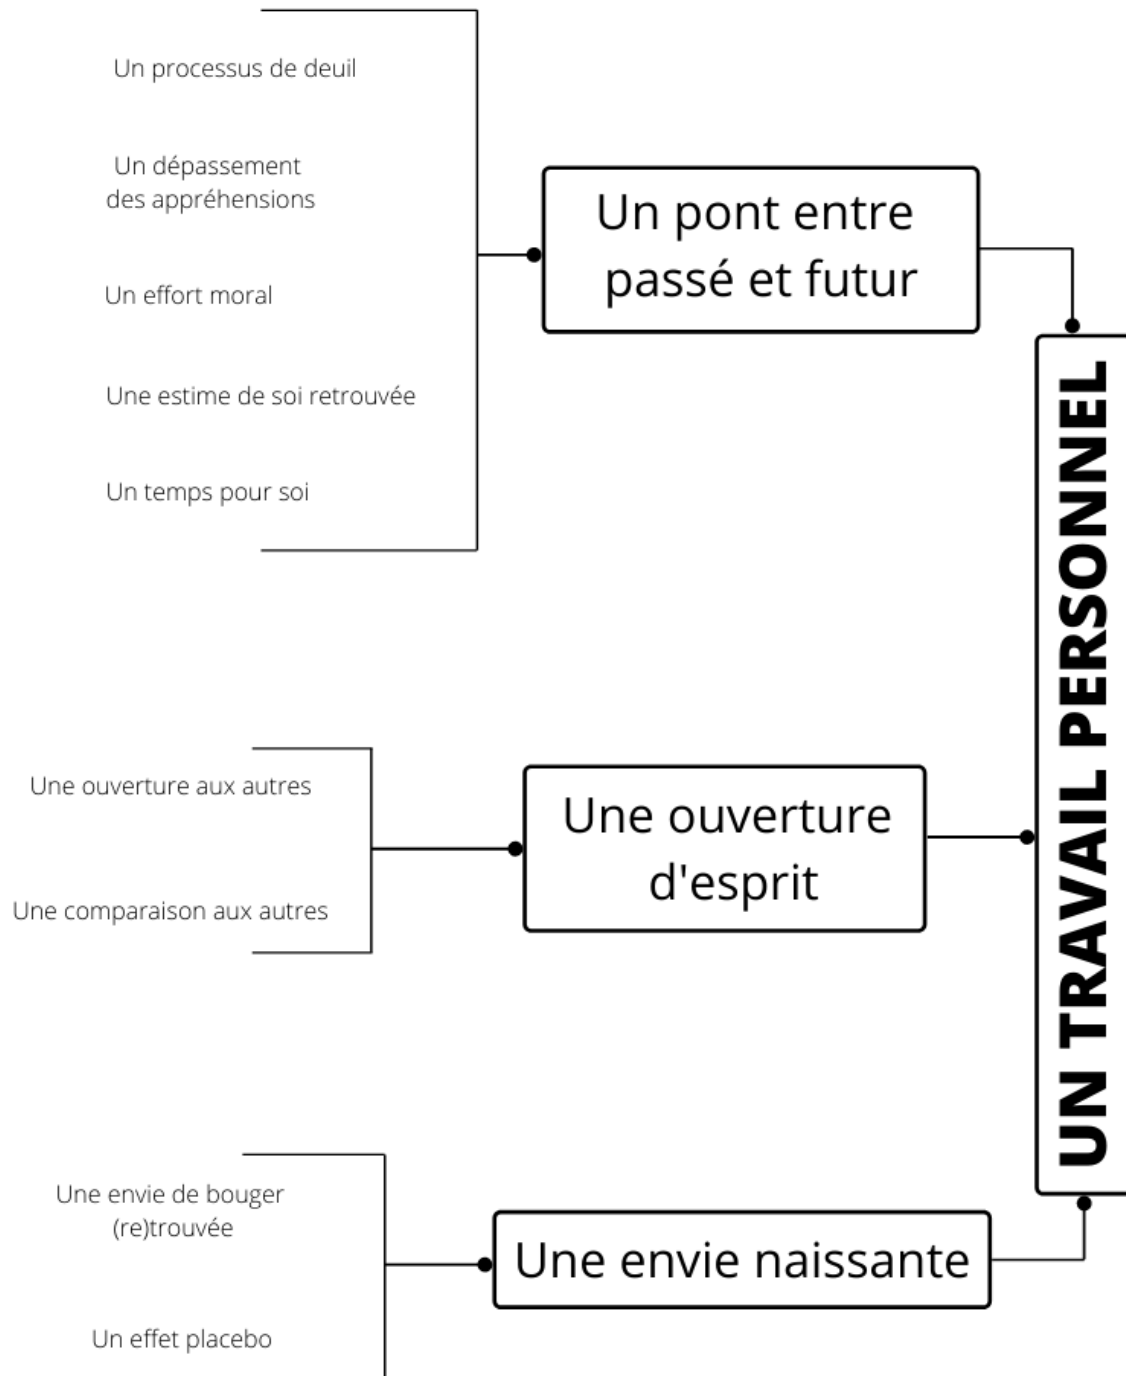 Un processus de deuil
Un dépassement
des appréhensions
Un effort moral
Une estime de soi retrouvée
Un temps pour soi
Un pont entre
passé et futur
Une ouverture aux autres
Une comparaison aux autres
Une ouverture
d'esprit
Une envie de bouger
(re)trouvée
Un effet placebo
Une envie naissante
UN TRAVAIL PERSONNEL